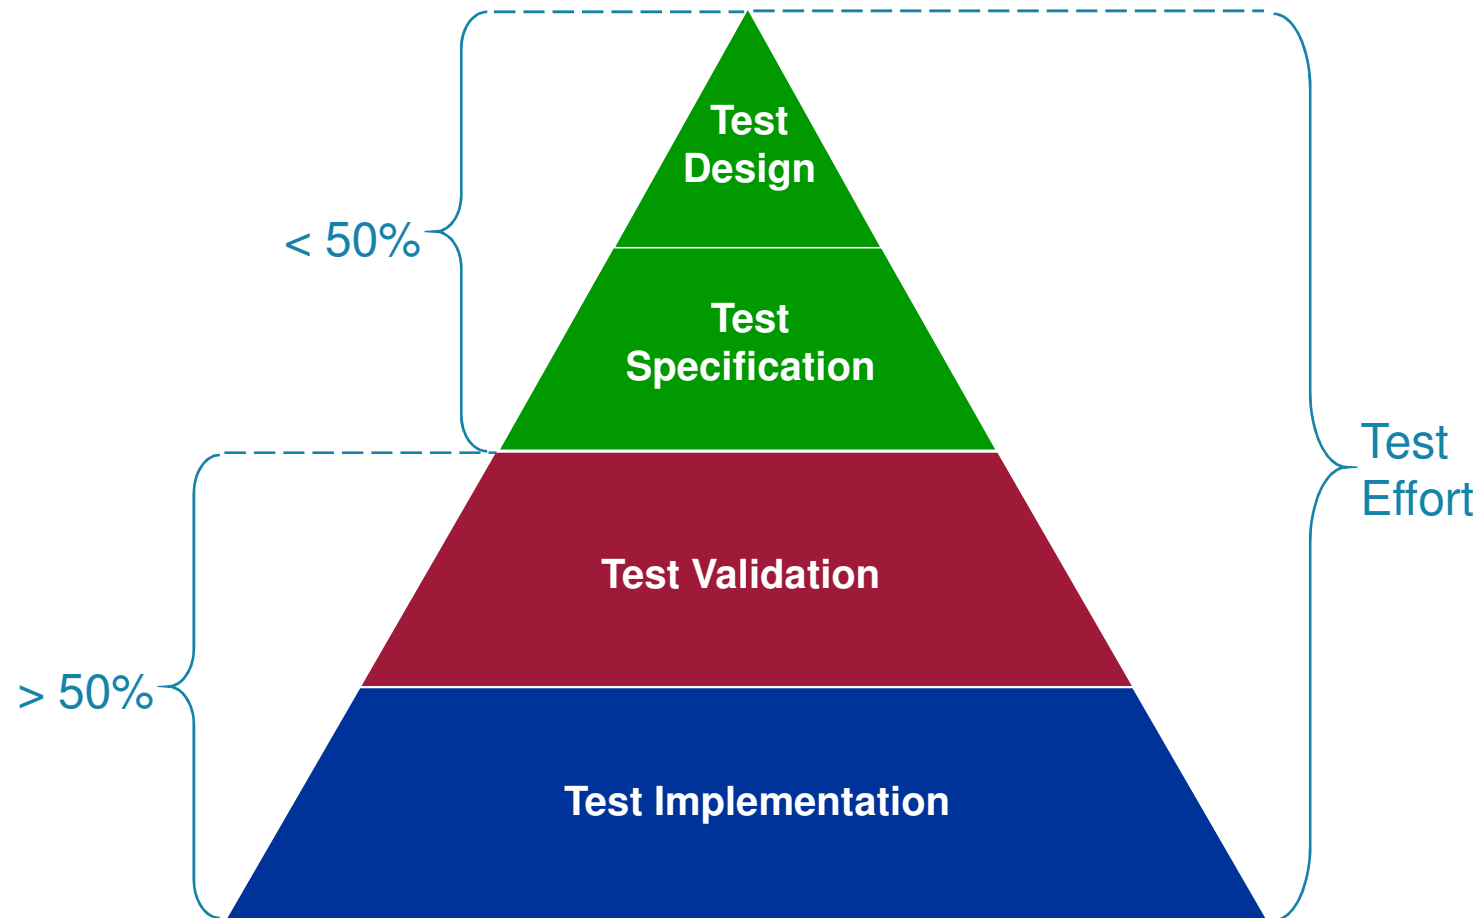 Test
Design
< 50%
Test
Specification
Test
Effort
Test Validation
> 50%
Test Implementation